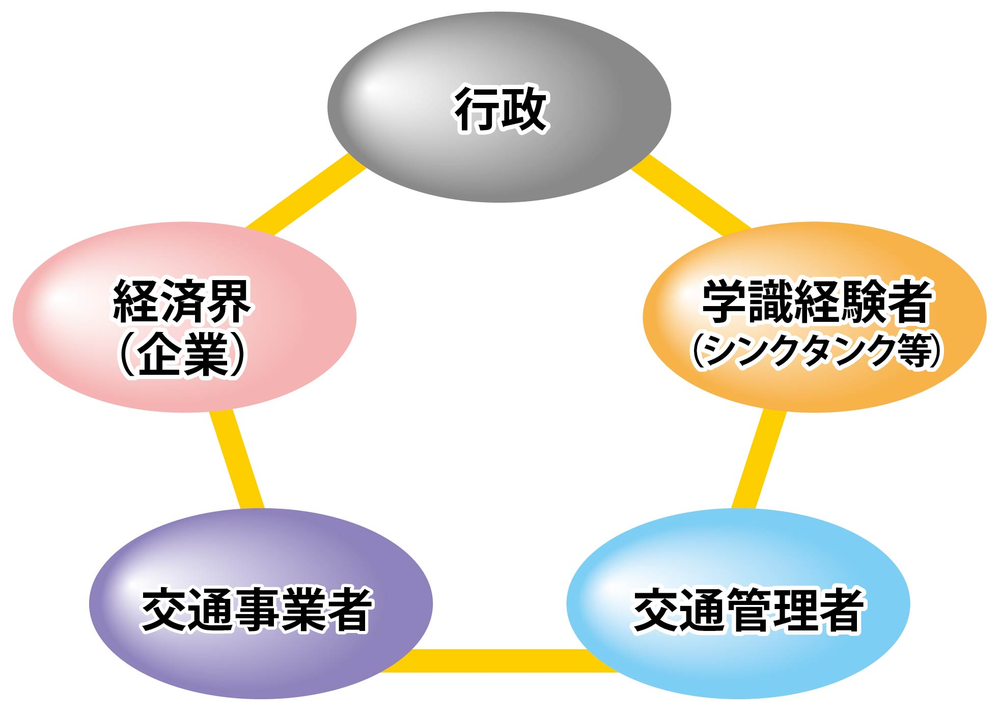 行政
経済界
（企業）
学識経験者
（シンクタンク等）
交通事業者
交通管理者